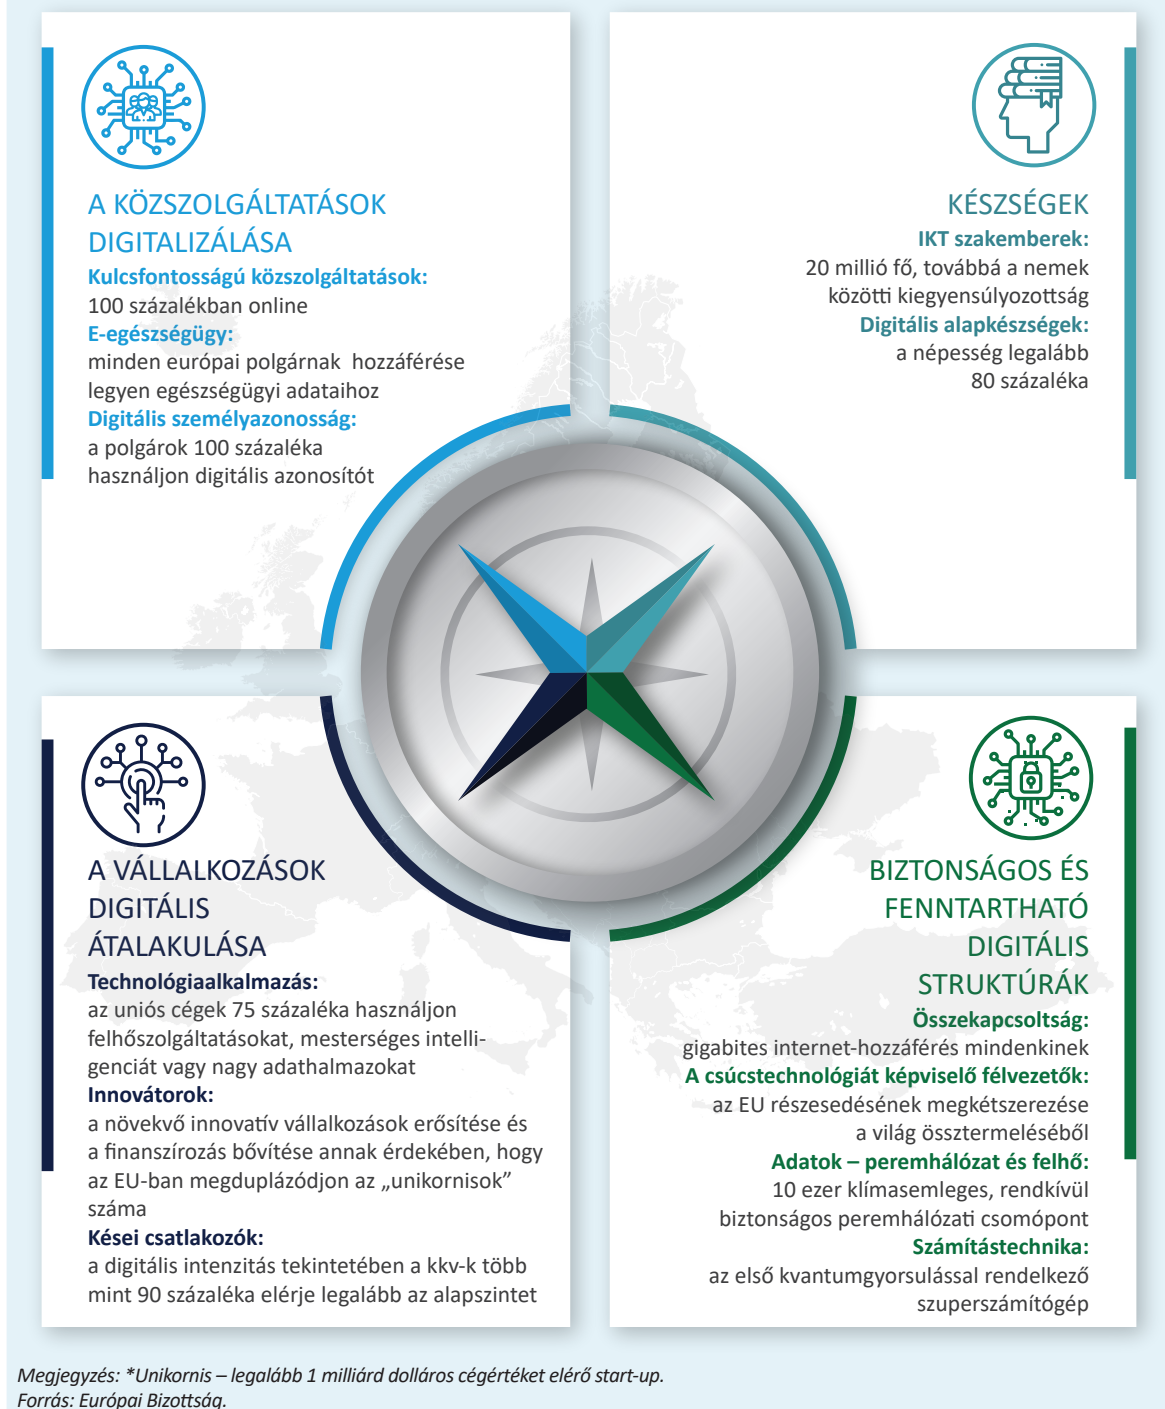 A KÖZSZOLGÁLTATÁSOK
DIGITALIZÁLÁSA
Kulcsfontosságú közszolgáltatások:
100 százalékban online
E-egészségügy:
minden európai polgárnak hozzáférése
legyen egészségügyi adataihoz
Digitális személyazonosság:
a polgárok 100 százaléka
használjon digitális azonosítót
KÉSZSÉGEK
IKT szakemberek:
20 millió fő, továbbá a nemek
közötti kiegyensúlyozottság
Digitális alapkészségek:
a népesség legalább
80 százaléka
A VÁLLALKOZÁSOK
DIGITÁLIS
ÁTALAKULÁSA
Technológiaalkalmazás:
az uniós cégek 75 százaléka használjon
felhőszolgáltatásokat, mesterséges intelli-
genciát vagy nagy adathalmazokat
Innovátorok:
a növekvő innovatív vállalkozások erősítése és
a finanszírozás bővítése annak érdekében, hogy
az EU-ban megduplázódjon az „unikornisok”
száma
Kései csatlakozók:
a digitális intenzitás tekintetében a kkv-k több
mint 90 százaléka elérje legalább az alapszintet
BIZTONSÁGOS ÉS
FENNTARTHATÓ
DIGITÁLIS
STRUKTÚRÁK
Összekapcsoltság:
gigabites internet-hozzáférés mindenkinek
A csúcstechnológiát képviselő félvezetők:
az EU részesedésének megkétszerezése
a világ össztermeléséből
Adatok – peremhálózat és felhő:
10 ezer klímasemleges, rendkívül
biztonságos peremhálózati csomópont
Számítástechnika:
az első kvantumgyorsulással rendelkező
szuperszámítógép
Megjegyzés: *Unikornis – legalább 1 milliárd dolláros cégértéket elérő start-up.
Forrás: Európai Bizottság.